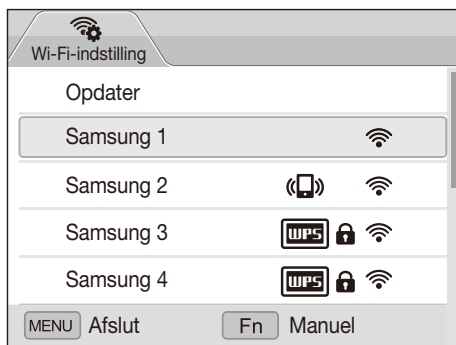 Wi-Fi-indstilling
Opdater
Samsung 1
Samsung 2
Samsung 3 WPS
Samsung 4 WPS
MENU Afslut Fn Manuel